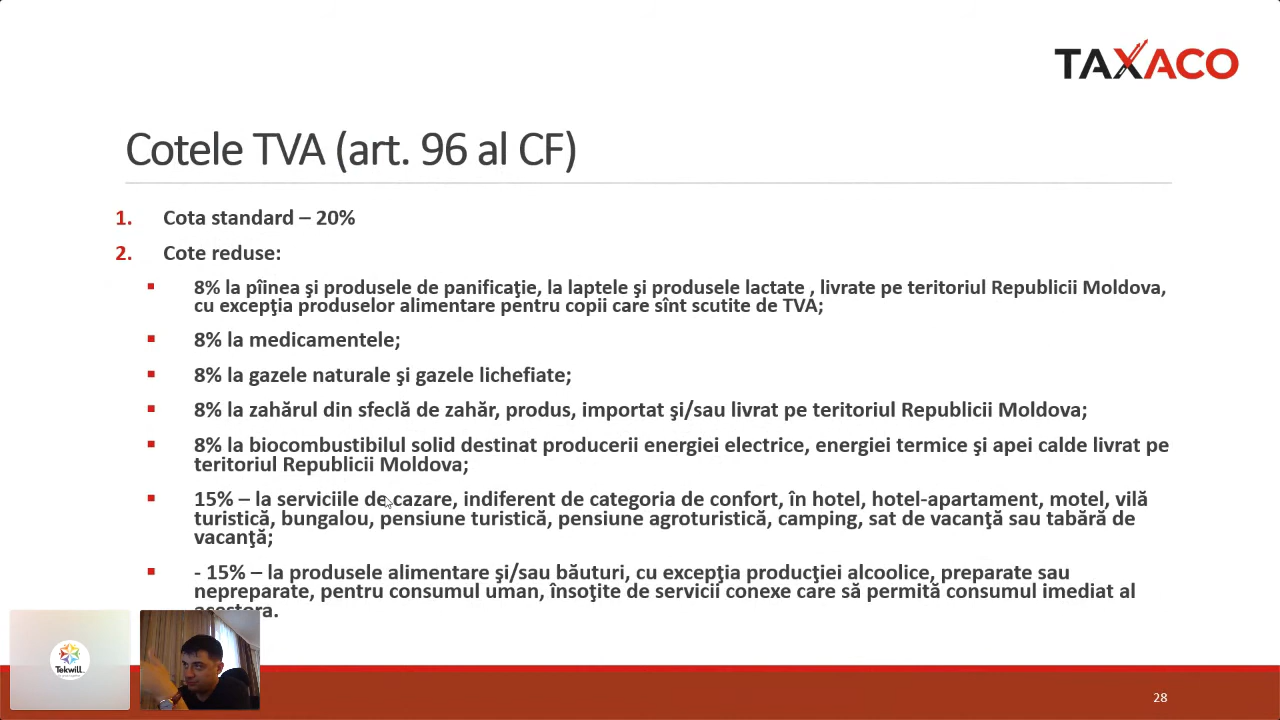 TAXACO
Cotele TVA (art. 96 al CF)
1. Cota standard – 20%
2. Cote reduse:
▪ 8% la pîinea şi produsele de panificaţie, la laptele şi produsele lactate , livrate pe teritoriul Republicii Moldova,
cu excepţia produselor alimentare pentru copii care sînt scutite de TVA;
▪ 8% la medicamentele;
▪ 8% la gazele naturale şi gazele lichefiate;
▪ 8% la zahărul din sfeclă de zahăr, produs, importat şi/sau livrat pe teritoriul Republicii Moldova;
▪ 8% la biocombustibilul solid destinat producerii energiei electrice, energiei termice şi apei calde livrat pe
teritoriul Republicii Moldova;
▪ 15% – la serviciile de cazare, indiferent de categoria de confort, în hotel, hotel-apartament, motel, vilă
turistică, bungalou, pensiune turistică, pensiune agroturistică, camping, sat de vacanţă sau tabără de
vacanţă;
▪ - 15% – la produsele alimentare şi/sau băuturi, cu excepţia producţiei alcoolice, preparate sau
nepreparate, pentru consumul uman, însoţite de servicii conexe care să permită consumul imediat al
acestora.
Tekwill
28